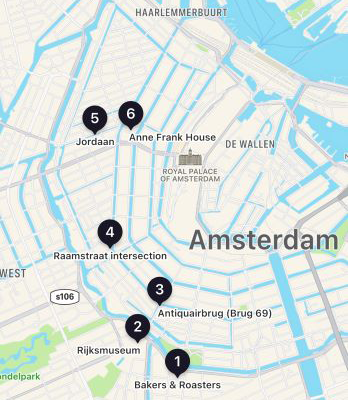 HAARLEMMERBUURT
5
6
Anne Frank House
Jordaan
DE WALLEN
ROYAL PALACE
OF AMSTERDAM
4
Amsterdam
Raamstraat intersection
WEST
3
s106
Antiquairbrug (Brug 69)
2
Rijksmuseum
1
ondelpark
Bakers & Roasters